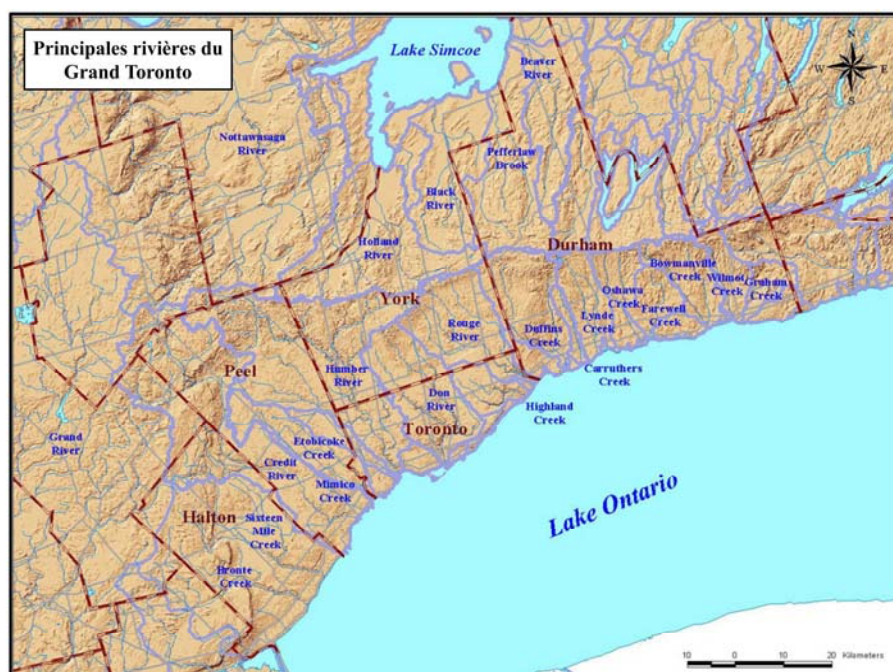 Principales rivières du
Grand Toronto
Lake Simcoe
Beaver
River
N
W
E
S
Nottawasaga
River
Pefferlaw
Drook
Black
River
Holland
River
Durham
Bowmanville
Creek
Wilmot
Creek
Graham
Creek
York
Oshawa
Creek
Farewell
Creek
Lynde
Creek
Duffins
Creek
Rouge
River
Peel
Humber
River
Carruthers
Creek
Don
River
Highland
Creek
Toronto
Grand
River
Etobicoke
Creek
Credit
River
Mimico
Creek
Lake Ontario
Halton
Sixteen
Mile
Creek
Bronte
Creek
10 0 10 20 Kilometers